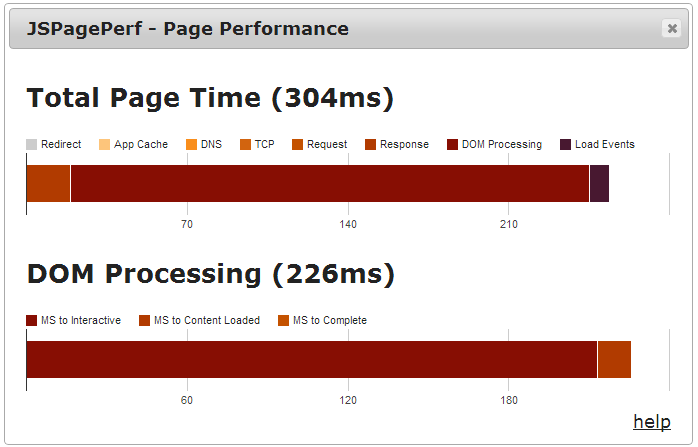 JSPagePerf - Page Performance
Total Page Time (304ms)
Redirect App Cache DNS TCP Request Response DOM Processing Load Events
70 140 210
DOM Processing (226ms)
MS to Interactive MS to Content Loaded MS to Complete
60 120 180
help